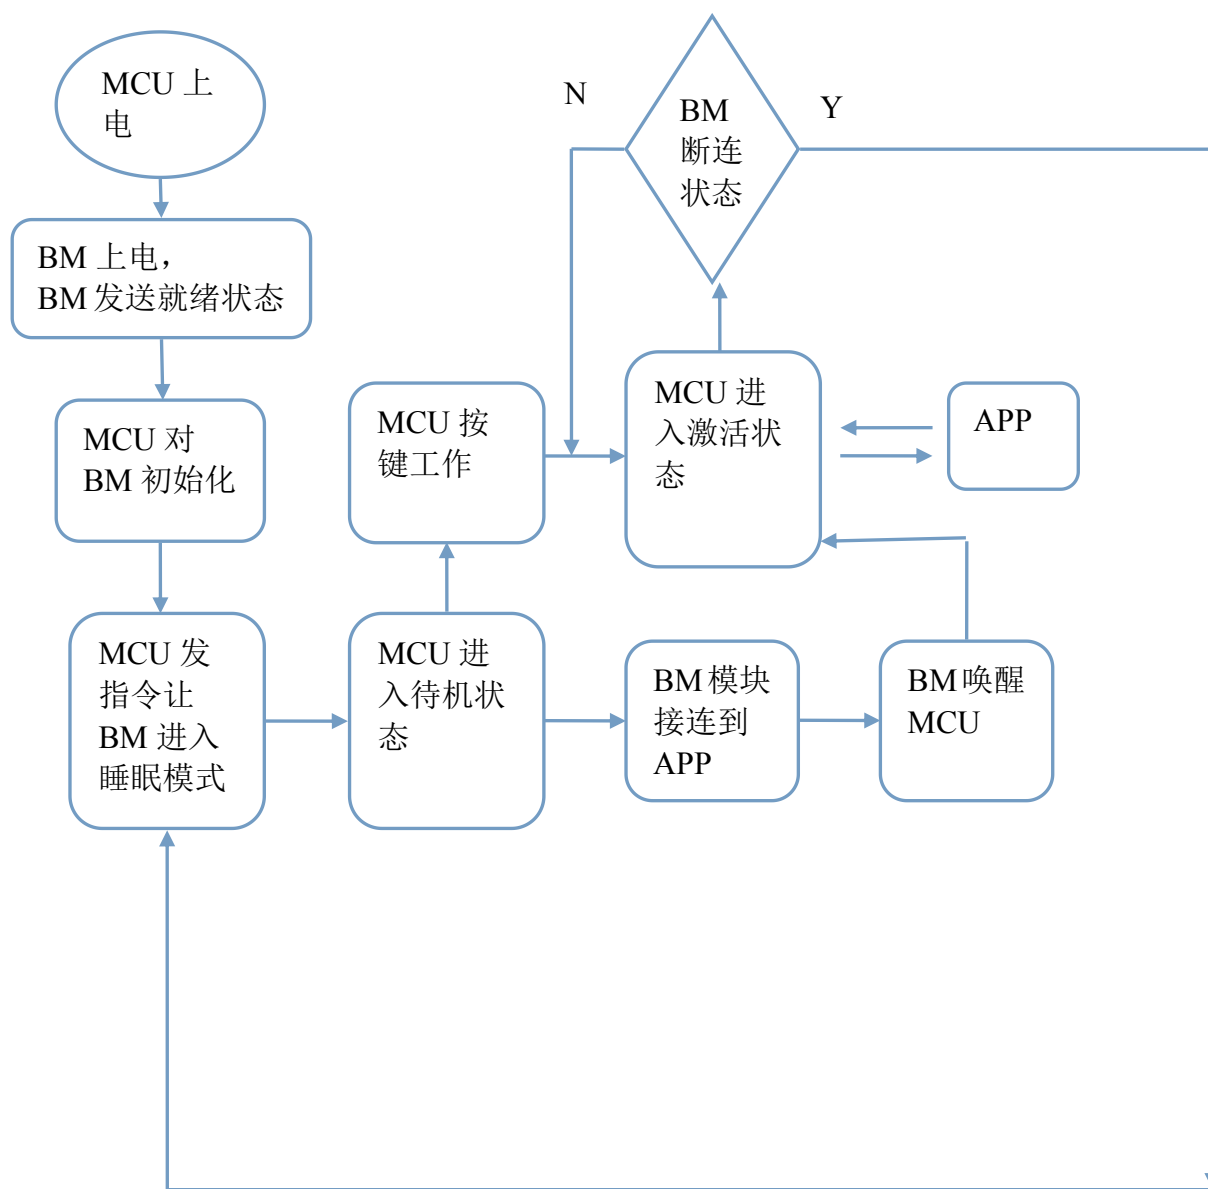 MCU 上
电
BM 上电，
BM 发送就绪状态
MCU 对
BM 初始化
MCU 发
指令让
BM 进入
睡眠模式
MCU 按
键工作
MCU 进
入待机状
态
N
BM
断连
状态
Y
MCU 进
入激活状
态
APP
BM 模块
接连到
APP
BM 唤醒
MCU